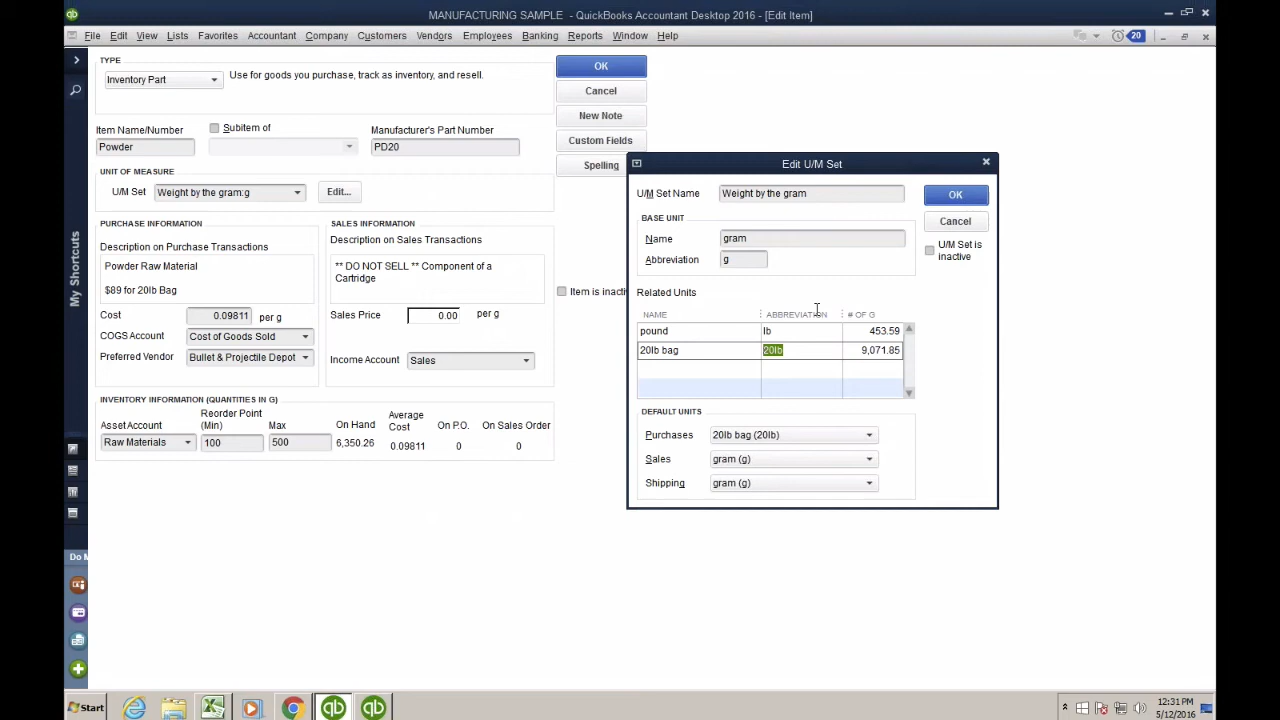 MANUFACTURING SAMPLE - QuickBooks Accountant Desktop 2016 - [Edit Item]
File Edit View Lists Favorites Accountant Company Customers Vendors Employees Banking Reports Window Help 20
TYPE
Inventory Part Use for goods you purchase, track as inventory, and resell.
OK
Cancel
New Note
Custom Fields
Spelling
Item Name/Number Subitem of Manufacturer's Part Number
Powder PD20
UNIT OF MEASURE
U/M Set Weight by the gram:g Edit...
PURCHASE INFORMATION
Description on Purchase Transactions
Powder Raw Material
$89 for 20lb Bag
Cost 0.09811 per g
COGS Account Cost of Goods Sold
Preferred Vendor Bullet & Projectile Depot
SALES INFORMATION
Description on Sales Transactions
** DO NOT SELL ** Component of a
Cartridge
Sales Price 0.00 per g
Income Account Sales
Item is inacti
INVENTORY INFORMATION (QUANTITIES IN G)
Asset Account Reorder Point (Min) Max On Hand Average Cost On P.O. On Sales Order
Raw Materials 100 500 6,350.26 0.09811 0 0
Edit U/M Set
U/M Set Name Weight by the gram OK
Cancel
U/M Set is
inactive
BASE UNIT
Name gram
Abbreviation g
Related Units
NAME ABBREVIATION # OF G
pound lb 453.59
20lb bag 20lb 9,071.85
DEFAULT UNITS
Purchases 20lb bag (20lb)
Sales gram (g)
Shipping gram (g)
My Shortcuts
Do M
Start
qb qb
12:31 PM
5/12/2016